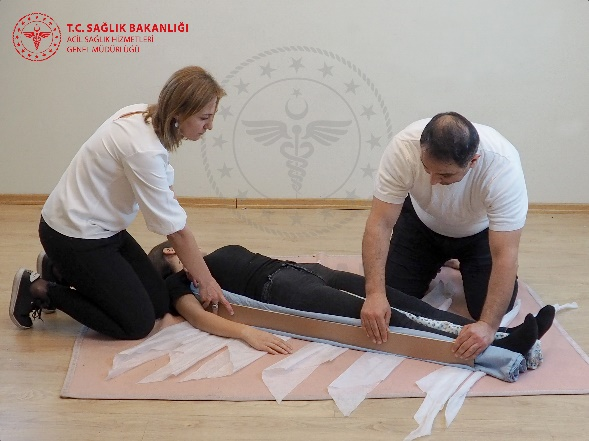 T.C. SAĞLIK BAKANLIĞI
ACİL SAĞLIK HİZMETLERİ
GENEL MÜDÜRLÜĞÜ